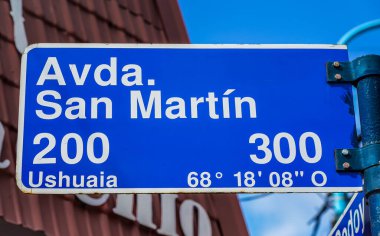 Avda.
San Martín
200 300
Ushuaia 68° 18' 08" O